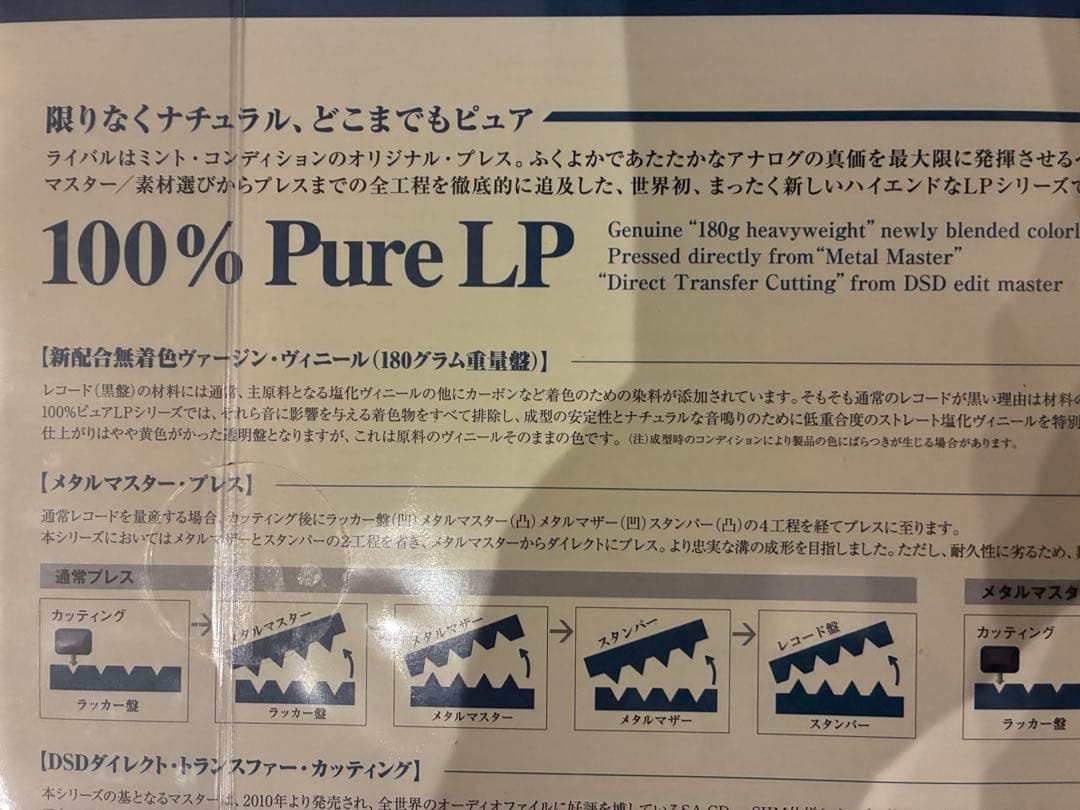 限りなくナチュラル、どこまでもピュア
ライバルはミント・コンディションのオリジナル・プレス。ふくよかであたたかなアナログの真価を最大限に発揮させる
マスター／素材選びからプレスまでの全工程を徹底的に追及した、世界初、まったく新しいハイエンドなLPシリーズで
100% Pure LP
Genuine “180g heavyweight” newly blended colorl
Pressed directly from “Metal Master”
“Direct Transfer Cutting” from DSD edit master
【新配合無着色ヴァージン・ヴィニール（180グラム重量盤）】
レコード（黒盤）の材料には通常、主原料となる塩化ヴィニールの他にカーボンなど着色のための染料が添加されています。そもそも通常のレコードが黒い理由は材料の
100%ピュアLPシリーズでは、それら音に影響を与える着色物をすべて排除し、成型の安定性とナチュラルな音鳴りのために低重合度のストレート塩化ヴィニールを特別
仕上がりはやや黄色がかった透明盤となりますが、これは原料のヴィニールそのままの色です。（注）成型時のコンディションにより製品の色にばらつきが生じる場合があります。
【メタルマスター・プレス】
通常レコードを量産する場合、カッティング後にラッカー盤（凹）メタルマスター（凸）メタルマザー（凹）スタンパー（凸）の4工程を経てプレスに至ります。
本シリーズにおいてはメタルマザーとスタンパーの2工程を省き、メタルマスターからダイレクトにプレス。より忠実な溝の成形を目指しました。ただし、耐久性に劣るため、
通常プレス
メタルマスタ
カッティング
ラッカー盤
メタルマスター
ラッカー盤
メタルマザー
メタルマスター
スタンパー
メタルマザー
レコード盤
スタンパー
カッティング
ラッカー盤
【DSDダイレクト・トランスファー・カッティング】
本シリーズの基となるマスターは、2010年より発売され、全世界のオーディオファイルに好評を博しているSA-CD